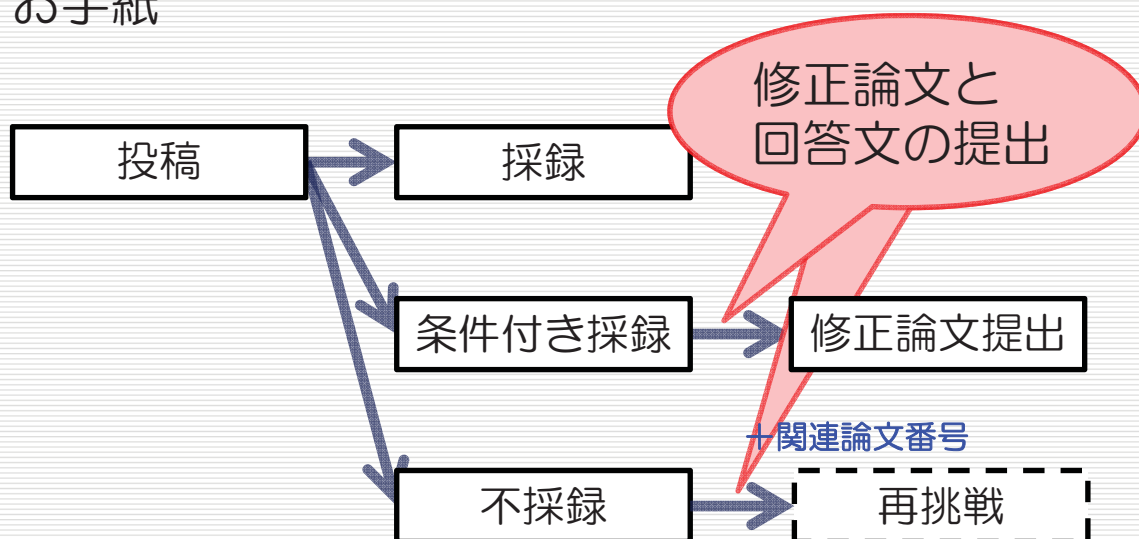 お手紙
修正論文と
回答文の提出
投稿
採録
条件付き採録
修正論文提出
+関連論文番号
不採録
再挑戦